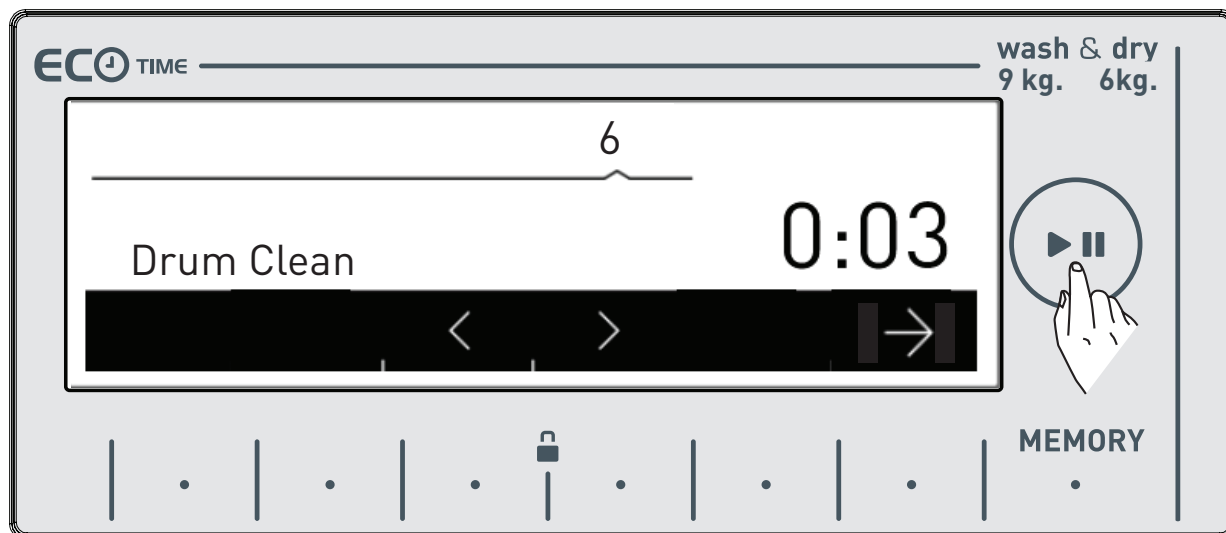 ECO TIME
wash & dry
9 kg. 6kg.
6
0:03
Drum Clean
MEMORY